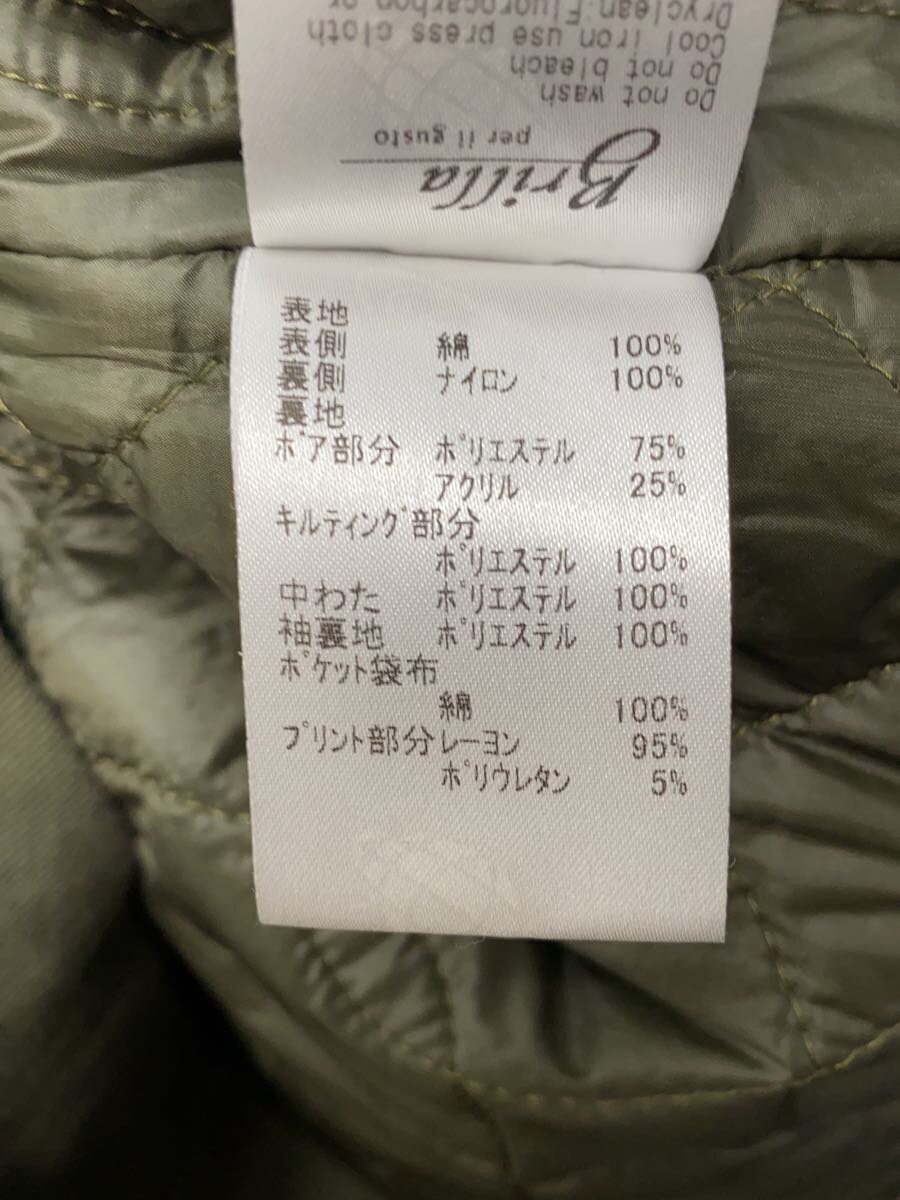 Brilla
per il gusto
Do not wash
Do not bleach
Cool iron use press cloth
Dryclean:Fluorocarbon or
表地
表側 綿 100%
裏側 ナイロン 100%
裏地
ボア部分 ポリエステル 75%
アクリル 25%
キルティング部分
ポリエステル 100%
中わた ポリエステル 100%
袖裏地 ポリエステル 100%
ポケット袋布
綿 100%
プリント部分 レーヨン 95%
ポリウレタン 5%